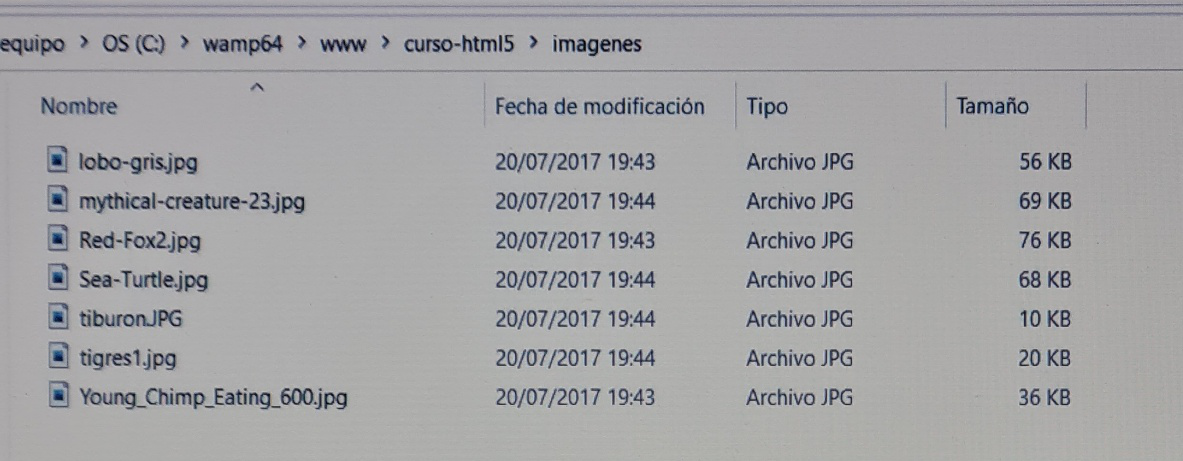 equipo > OS (C:) > wamp64 > www > curso-html5 > imagenes
Nombre Fecha de modificación Tipo Tamaño
lobo-gris.jpg 20/07/2017 19:43 Archivo JPG 56 KB
mythical-creature-23.jpg 20/07/2017 19:44 Archivo JPG 69 KB
Red-Fox2.jpg 20/07/2017 19:43 Archivo JPG 76 KB
Sea-Turtle.jpg 20/07/2017 19:44 Archivo JPG 68 KB
tiburon.JPG 20/07/2017 19:44 Archivo JPG 10 KB
tigres1.jpg 20/07/2017 19:44 Archivo JPG 20 KB
Young_Chimp_Eating_600.jpg 20/07/2017 19:43 Archivo JPG 36 KB